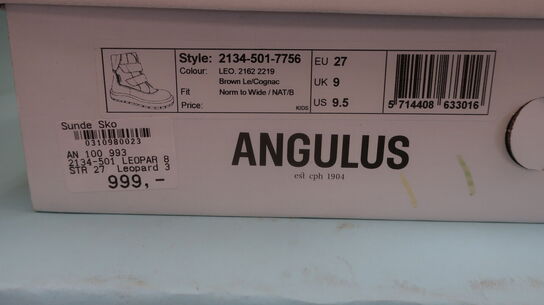 Style: 2134-501-7756
Colour: LEO. 2162 2219
Brown Le/Cognac
Fit Norm to Wide / NAT/B
Price:
KIDS
EU 27
UK 9
US 9.5
5 714408 633016
Sunde Sko
0310980023
AN 100 993
2134-501 LEOPAR 8
STR 27 Leopard 3
999,-
ANGULUS
est cph 1904